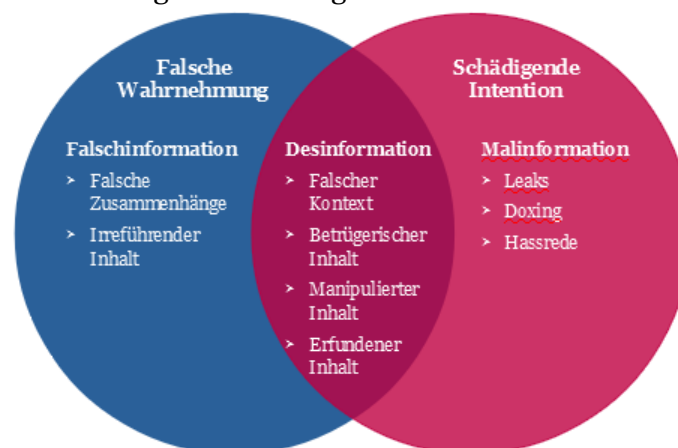 Falsche
Wahrnehmung
Schädigende
Intention
Falschinformation
➢ Falsche
Zusammenhänge
➢ Irreführender
Inhalt
Desinformation
➢ Falscher
Kontext
➢ Betrügerischer
Inhalt
➢ Manipulierter
Inhalt
➢ Erfundener
Inhalt
Malinformation
➢ Leaks
➢ Doxing
➢ Hassrede